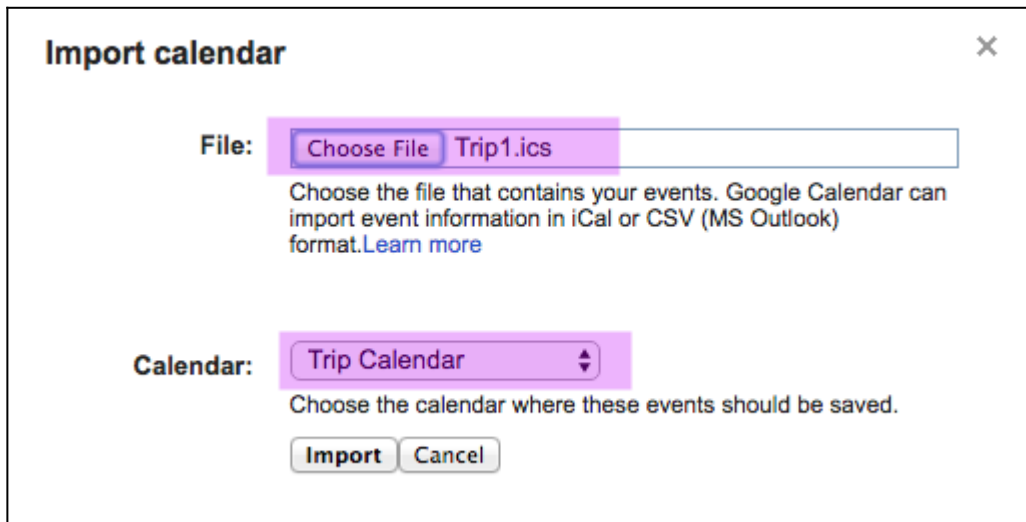 Import calendar
File: Choose File Trip1.ics
Choose the file that contains your events. Google Calendar can
import event information in iCal or CSV (MS Outlook)
format.Learn more
Calendar: Trip Calendar
Choose the calendar where these events should be saved.
Import Cancel